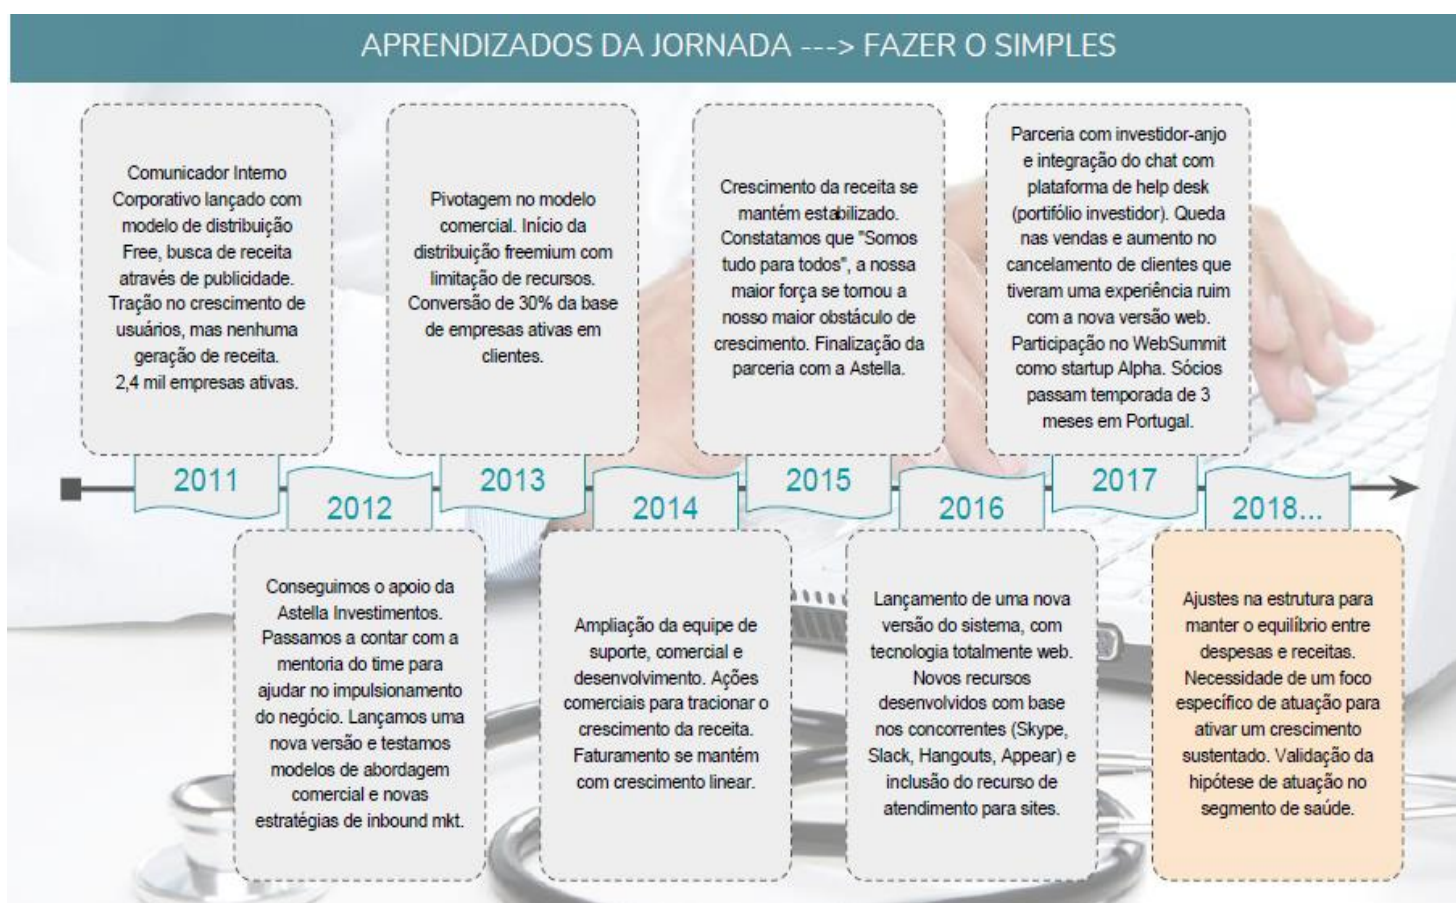 APRENDIZADOS DA JORNADA ---> FAZER O SIMPLES
Comunicador Interno
Corporativo lançado com
modelo de distribuição
Free, busca de receita
através de publicidade.
Tração no crescimento de
usuários, mas nenhuma
geração de receita.
2,4 mil empresas ativas.
2011
Conseguimos o apoio da
Astella Investimentos.
Passamos a contar com a
mentoria do time para
ajudar no impulsionamento
do negócio. Lançamos uma
nova versão e testamos
modelos de abordagem
comercial e novas
estratégias de inbound mkt.
2012
Pivotagem no modelo
comercial. Início da
distribuição freemium com
limitação de recursos.
Conversão de 30% da base
de empresas ativas em
clientes.
2013
Ampliação da equipe de
suporte, comercial e
desenvolvimento. Ações
comerciais para tracionar o
crescimento da receita.
Faturamento se mantém
com crescimento linear.
2014
Crescimento da receita se
mantém estabilizado.
Constatamos que "Somos
tudo para todos", a nossa
maior força se tornou a
nosso maior obstáculo de
crescimento. Finalização da
parceria com a Astella.
2015
Lançamento de uma nova
versão do sistema, com
tecnologia totalmente web.
Novos recursos
desenvolvidos com base
nos concorrentes (Skype,
Slack, Hangouts, Appear) e
inclusão do recurso de
atendimento para sites.
2016
Parceria com investidor-anjo
e integração do chat com
plataforma de help desk
(portifólio investidor). Queda
nas vendas e aumento no
cancelamento de clientes que
tiveram uma experiência ruim
com a nova versão web.
Participação no WebSummit
como startup Alpha. Sócios
passam temporada de 3
meses em Portugal.
2017
Ajustes na estrutura para
manter o equilíbrio entre
despesas e receitas.
Necessidade de um foco
específico de atuação para
ativar um crescimento
sustentado. Validação da
hipótese de atuação no
segmento de saúde.
2018...